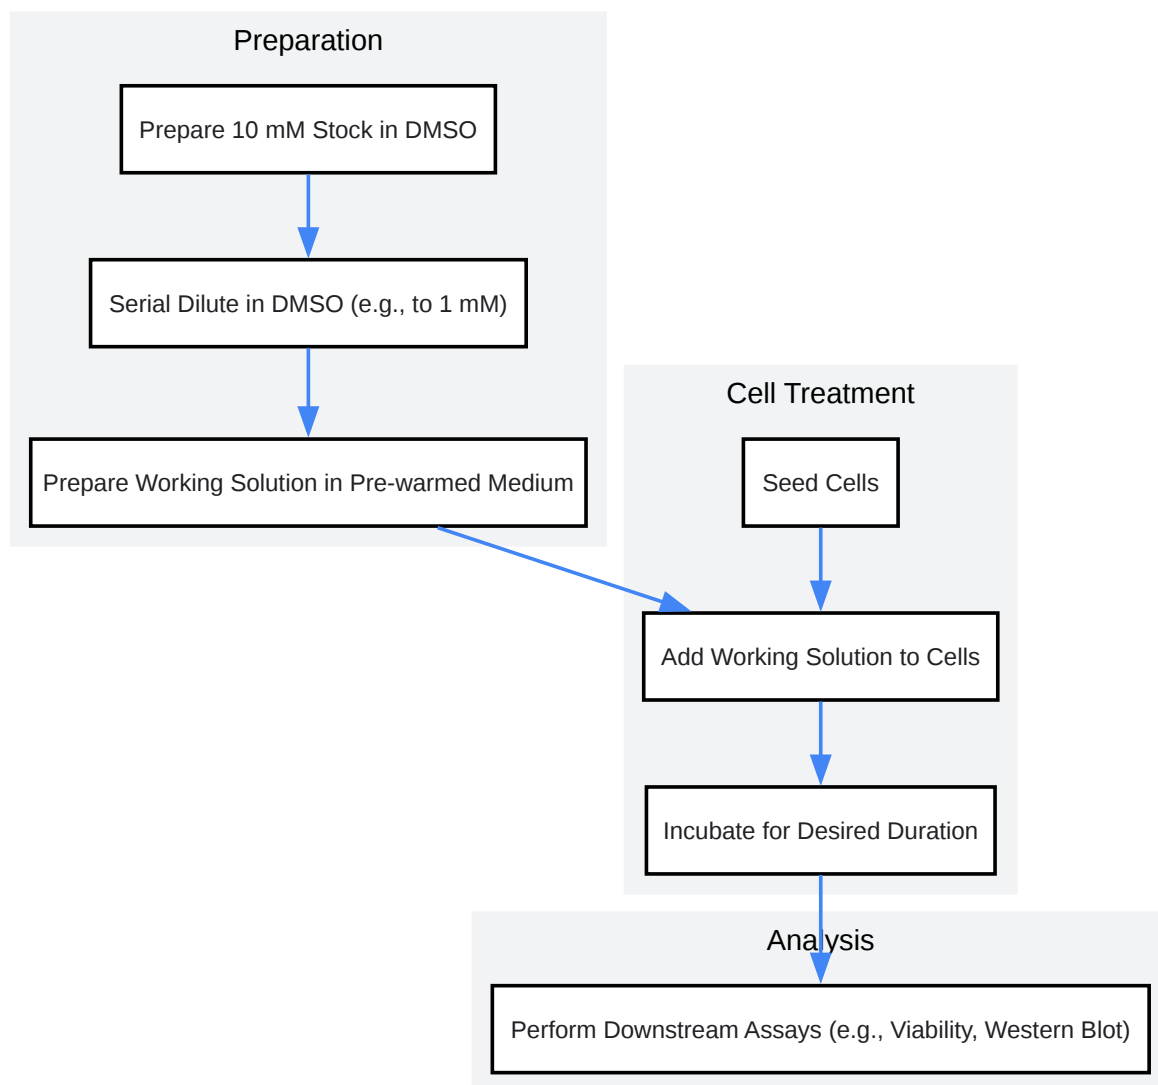 Preparation
Prepare 10 mM Stock in DMSO
Serial Dilute in DMSO (e.g., to 1 mM)
Prepare Working Solution in Pre-warmed Medium
Cell Treatment
Seed Cells
Add Working Solution to Cells
Incubate for Desired Duration
Analysis
Perform Downstream Assays (e.g., Viability, Western Blot)